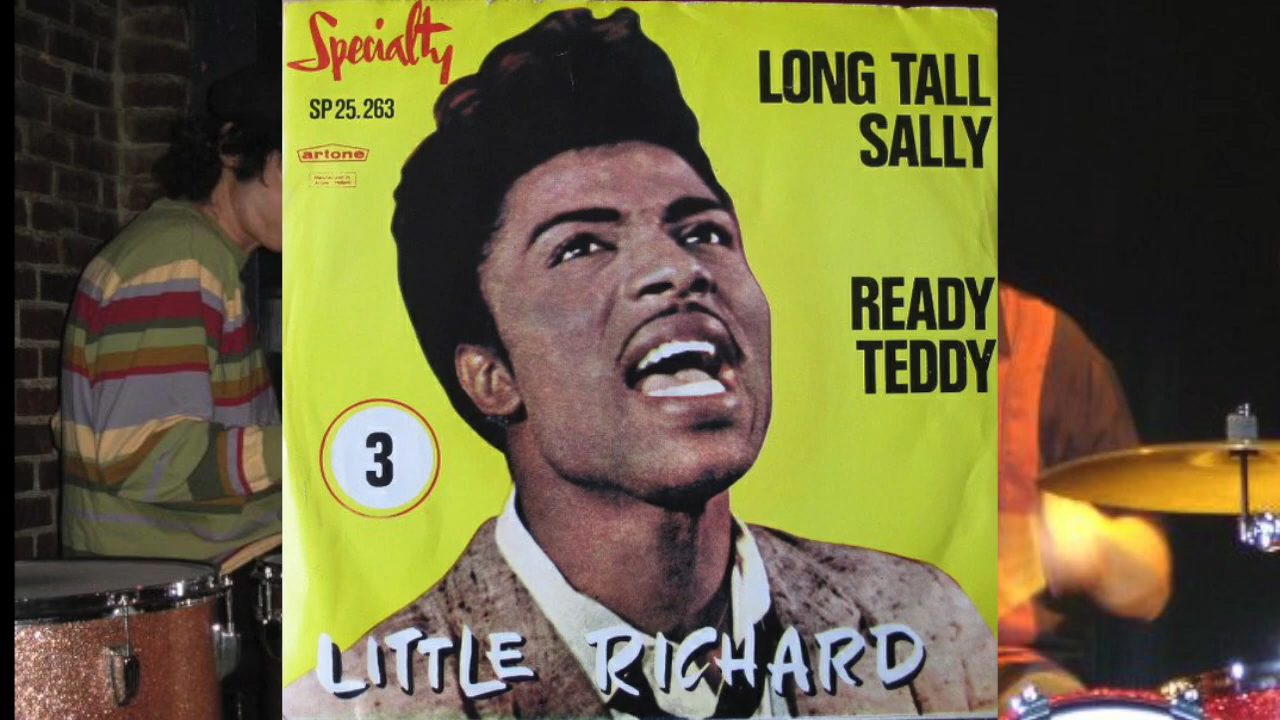 Specialty
SP 25.263
artone
LONG TALL
SALLY
READY
TEDDY
3
LITTLE RICHARD